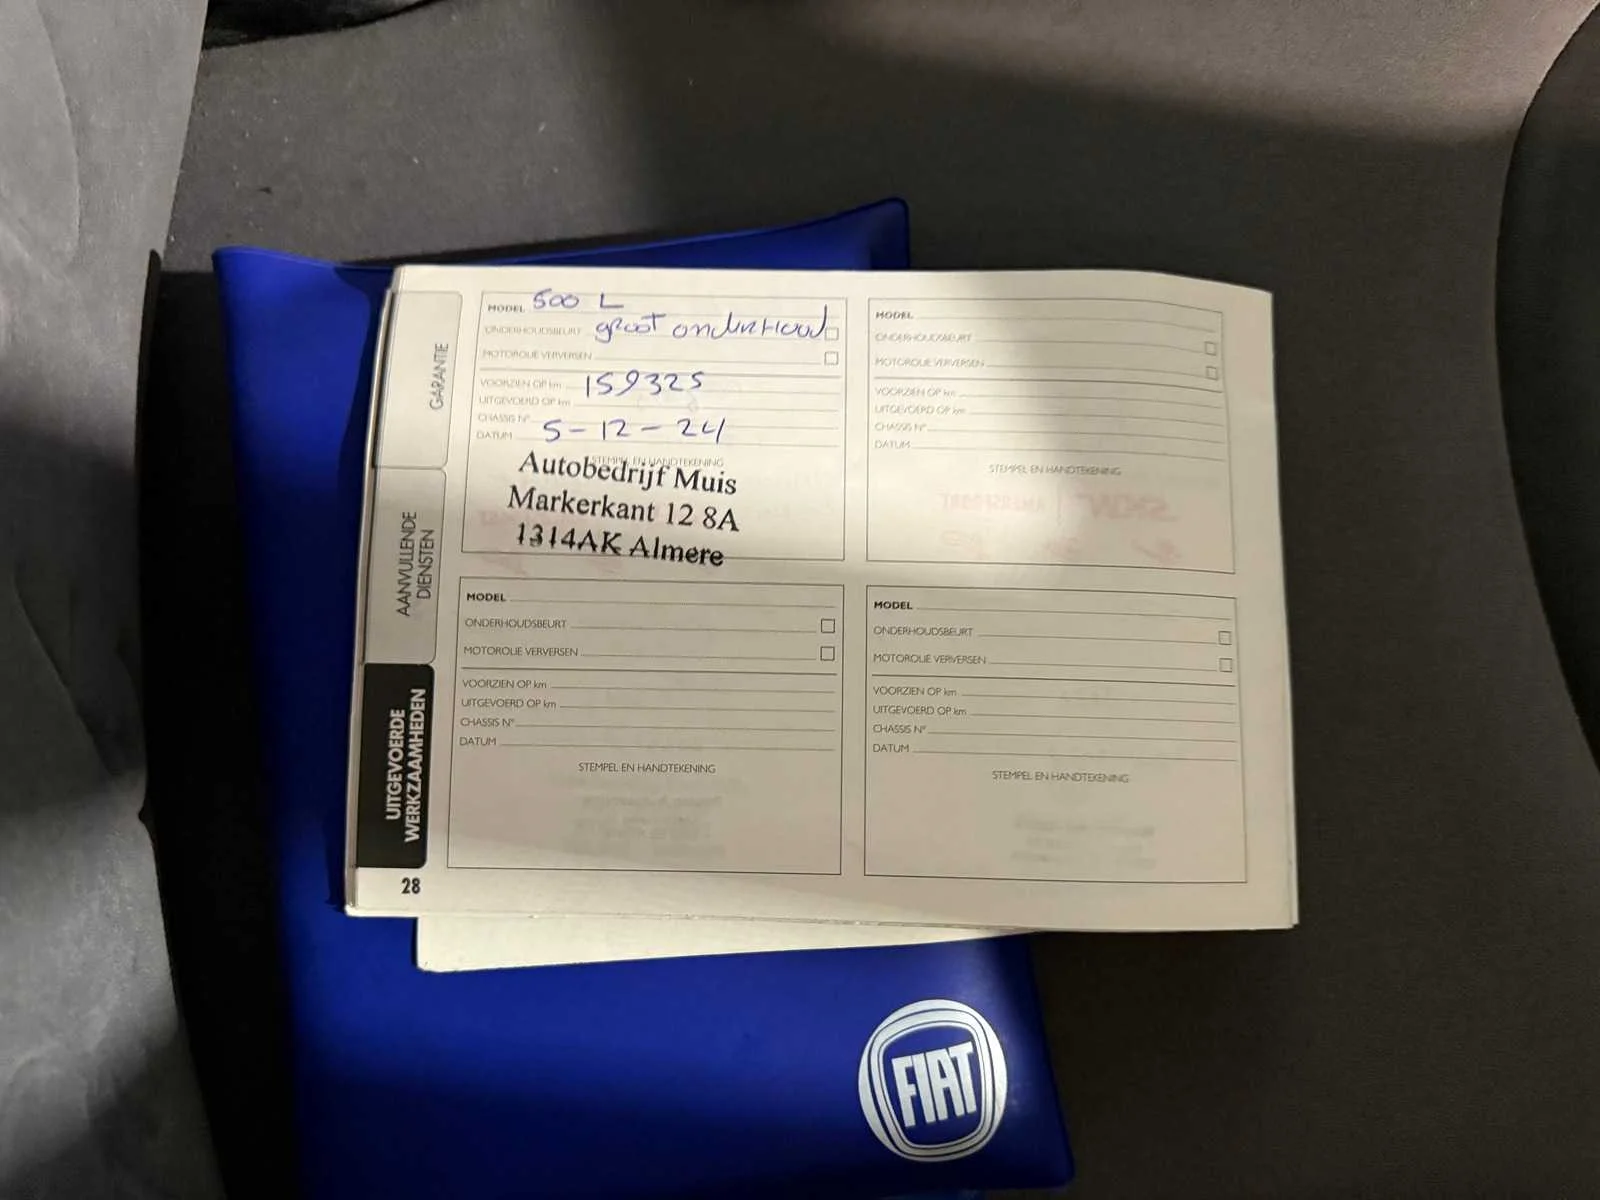 GARANTIE
AANVULLENDE
DIENSTEN
UITGEVOERDE
WERKZAAMHEDEN
28
MODEL 500 L
ONDERHOUDSBEURT groot onderhoud
MOTOROLIE VERVERSEN
VOORZIEN OP km 159325
UITGEVOERD OP km
CHASSIS N°
DATUM 5-12-24
STEMPEL EN HANDTEKENING
Autobedrijf Muis
Markerkant 12 8A
1314AK Almere
MODEL
ONDERHOUDSBEURT
MOTOROLIE VERVERSEN
VOORZIEN OP km
UITGEVOERD OP km
CHASSIS N°
DATUM
STEMPEL EN HANDTEKENING
MODEL
ONDERHOUDSBEURT
MOTOROLIE VERVERSEN
VOORZIEN OP km
UITGEVOERD OP km
CHASSIS N°
DATUM
STEMPEL EN HANDTEKENING
MODEL
ONDERHOUDSBEURT
MOTOROLIE VERVERSEN
VOORZIEN OP km
UITGEVOERD OP km
CHASSIS N°
DATUM
STEMPEL EN HANDTEKENING
FIAT